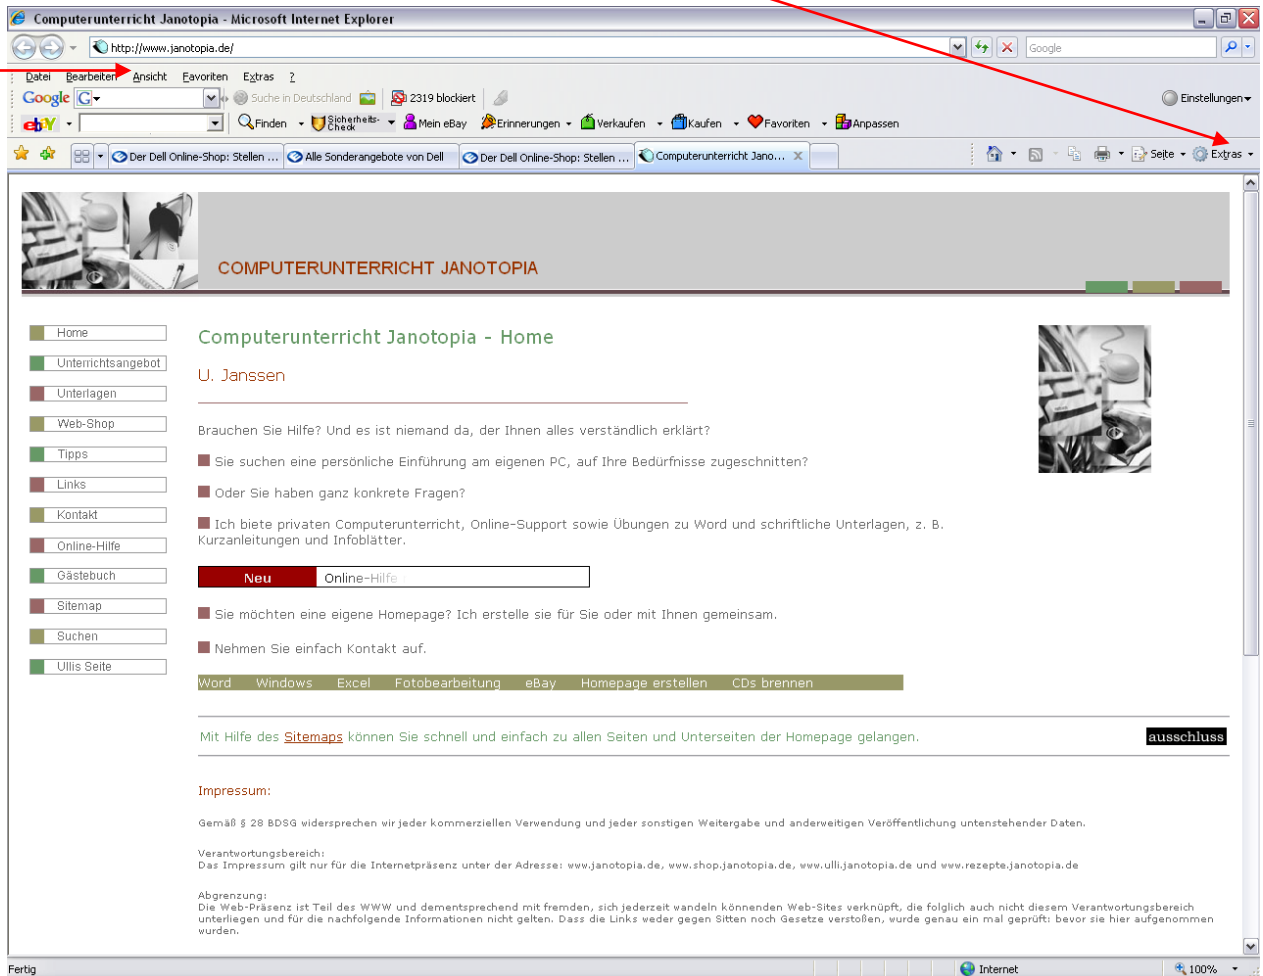 Computerunterricht Janotopia - Microsoft Internet Explorer
http://www.janotopia.de/
Google
Datei Bearbeiten Ansicht Favoriten Extras ?
Google G Suche in Deutschland 2319 blockiert Einstellungen
ebY Finden Sicherheits-Check Mein eBay Erinnerungen Verkaufen Kaufen Favoriten Anpassen
Der Dell Online-Shop: Stellen ... Alle Sonderangebote von Dell Der Dell Online-Shop: Stellen ... Computerunterricht Jano... X Seite Extras
COMPUTERUNTERRICHT JANOTOPIA
Home
Unterrichtsangebot
Unterlagen
Web-Shop
Tipps
Links
Kontakt
Online-Hilfe
Gästebuch
Sitemap
Suchen
Ullis Seite
Computerunterricht Janotopia - Home
U. Janssen
Brauchen Sie Hilfe? Und es ist niemand da, der Ihnen alles verständlich erklärt?
Sie suchen eine persönliche Einführung am eigenen PC, auf Ihre Bedürfnisse zugeschnitten?
Oder Sie haben ganz konkrete Fragen?
Ich biete privaten Computerunterricht, Online-Support sowie Übungen zu Word und schriftliche Unterlagen, z. B.
Kurzanleitungen und Infoblätter.
Neu Online-Hilfe
Sie möchten eine eigene Homepage? Ich erstelle sie für Sie oder mit Ihnen gemeinsam.
Nehmen Sie einfach Kontakt auf.
Word Windows Excel Fotobearbeitung eBay Homepage erstellen CDs brennen
Mit Hilfe des Sitemaps können Sie schnell und einfach zu allen Seiten und Unterseiten der Homepage gelangen.
ausschluss
Impressum:
Gemäß § 28 BDSG widersprechen wir jeder kommerziellen Verwendung und jeder sonstigen Weitergabe und anderweitigen Veröffentlichung untenstehender Daten.
Verantwortungsbereich:
Das Impressum gilt nur für die Internetpräsenz unter der Adresse: www.janotopia.de, www.shop.janotopia.de, www.ulli.janotopia.de und www.rezepte.janotopia.de
Abgrenzung:
Die Web-Präsenz ist Teil des WWW und dementsprechend mit fremden, sich jederzeit wandeln könnenden Web-Sites verknüpft, die folglich auch nicht diesem Verantwortungsbereich
unterliegen und für die nachfolgende Informationen nicht gelten. Dass die Links weder gegen Sitten noch Gesetze verstoßen, wurde genau ein mal geprüft: bevor sie hier aufgenommen
wurden.
Fertig Internet 100%